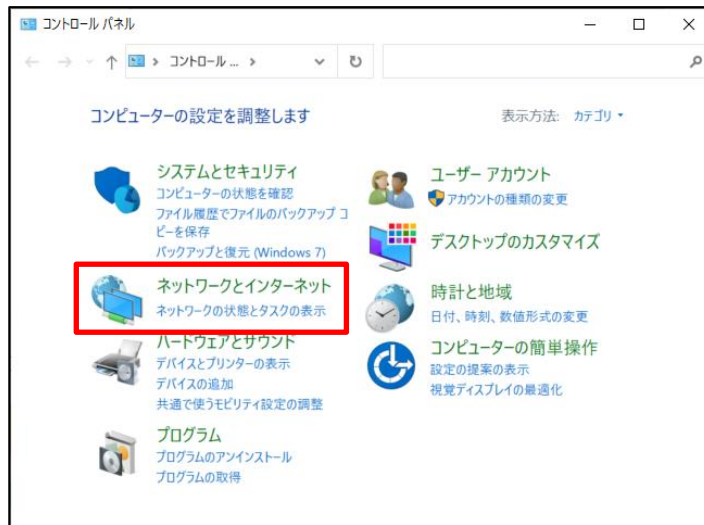 コントロール パネル
コントロール ...
コンピューターの設定を調整します
表示方法: カテゴリ
システムとセキュリティ
コンピューターの状態を確認
ファイル履歴でファイルのバックアップ コ
ピーを保存
バックアップと復元 (Windows 7)
ネットワークとインターネット
ネットワークの状態とタスクの表示
ハードウェアとサウンド
デバイスとプリンターの表示
デバイスの追加
共通で使うモビリティ設定の調整
プログラム
プログラムのアンインストール
プログラムの取得
ユーザー アカウント
アカウントの種類の変更
デスクトップのカスタマイズ
時計と地域
日付、時刻、数値形式の変更
コンピューターの簡単操作
設定の提案の表示
視覚ディスプレイの最適化